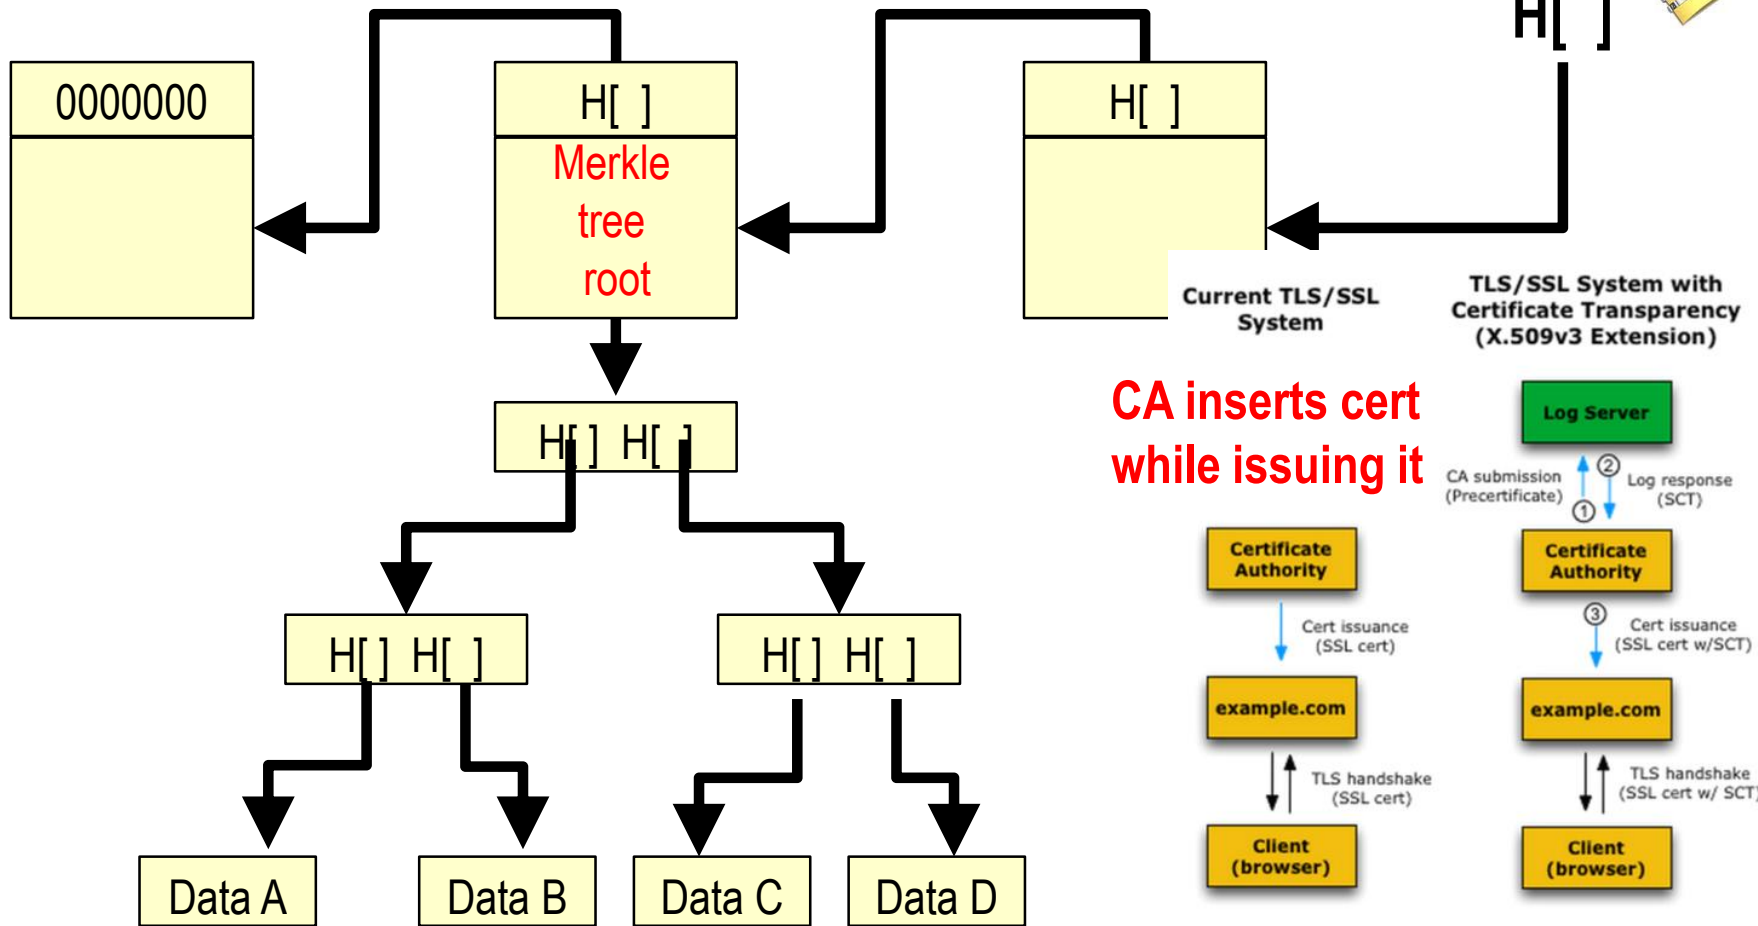 H[ ]
0000000
H[ ]
H[ ]
Merkle
tree
root
H[ ] H[ ]
H[ ] H[ ]
H[ ] H[ ]
Data A
Data B
Data C
Data D
Current TLS/SSL
System
TLS/SSL System with
Certificate Transparency
(X.509v3 Extension)
CA inserts cert
while issuing it
Log Server
CA submission
(Precertificate)
1
2
Log response
(SCT)
Certificate
Authority
Certificate
Authority
Cert issuance
(SSL cert)
3
Cert issuance
(SSL cert w/SCT)
example.com
example.com
TLS handshake
(SSL cert)
TLS handshake
(SSL cert w/ SCT)
Client
(browser)
Client
(browser)